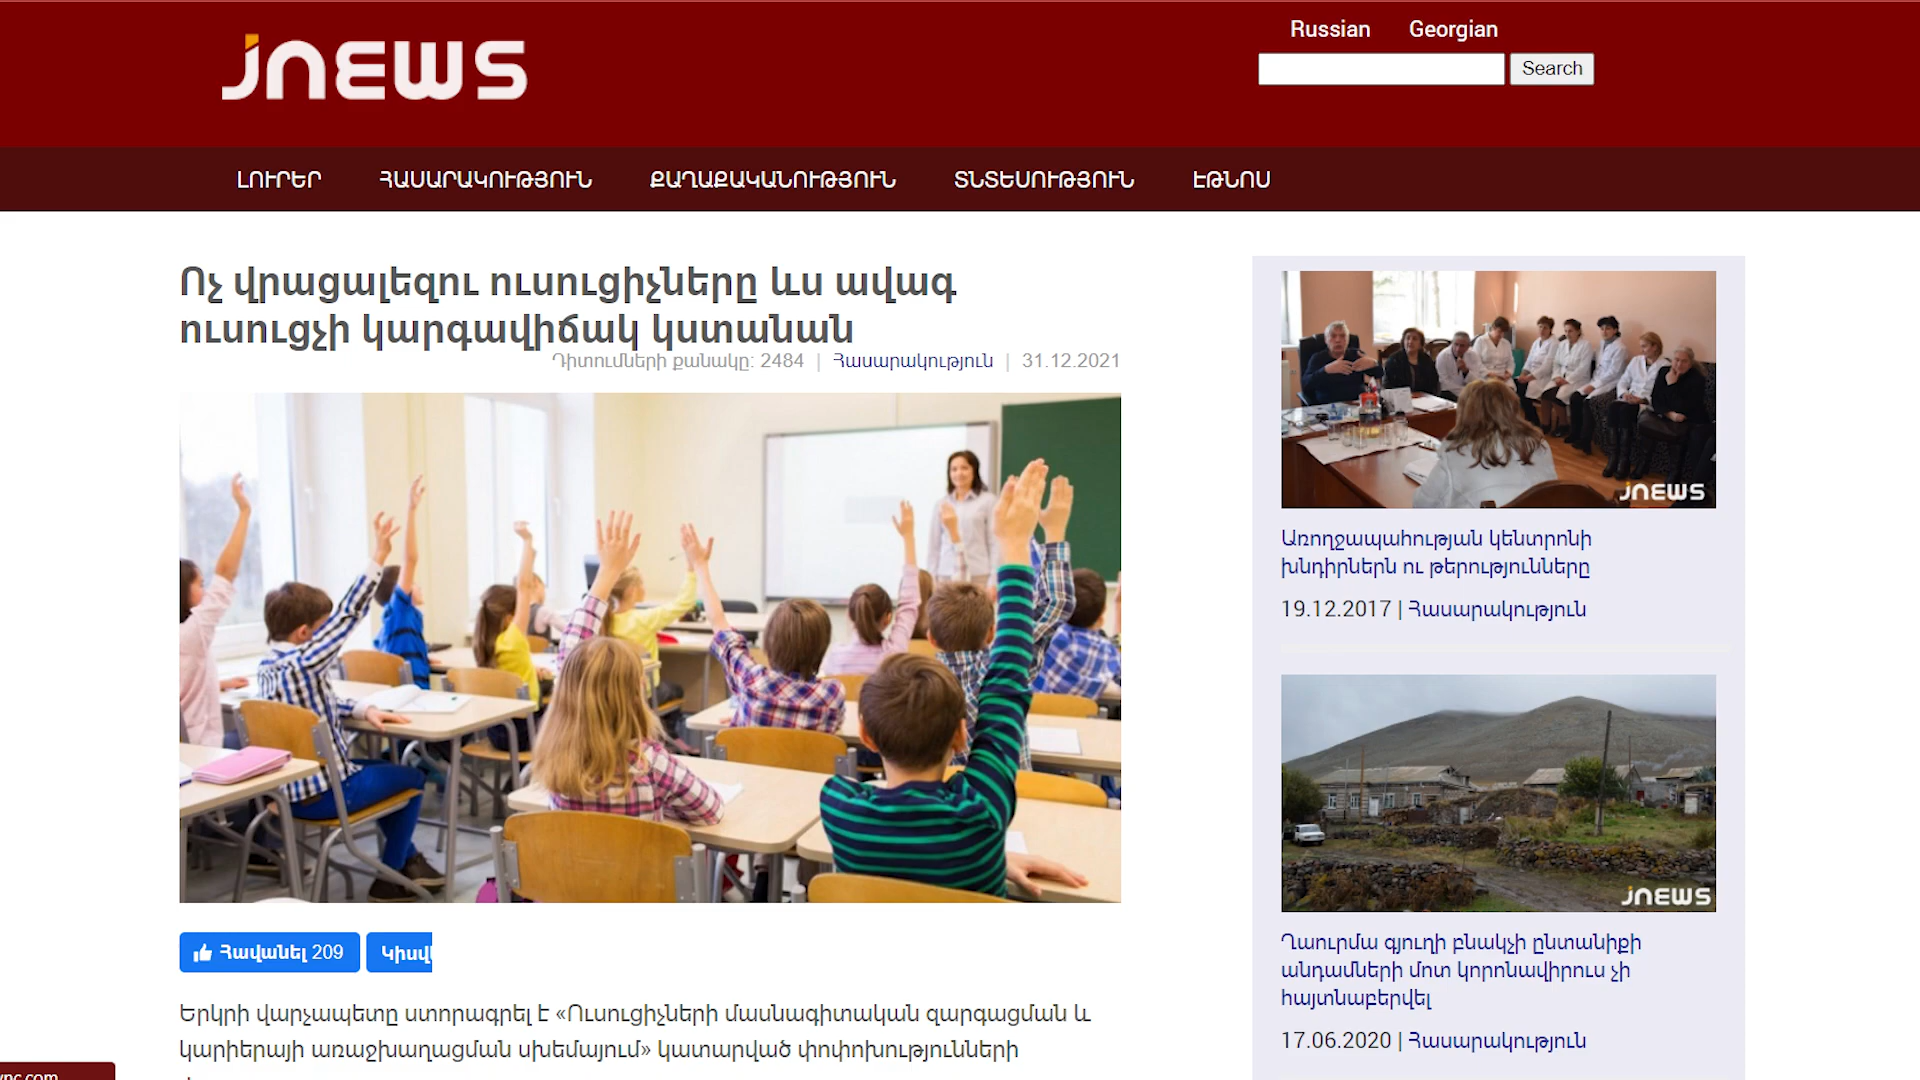 JNEWS
Russian Georgian
Search
ԼՈՒՐԵՐ ՀԱՍԱՐԱԿՈՒԹՅՈՒՆ ՔԱՂԱՔԱԿԱՆՈՒԹՅՈՒՆ ՏՆՏԵՍՈՒԹՅՈՒՆ ԷԹՆՈՍ
Ոչ վրացալեզու ուսուցիչները ևս ավագ
ուսուցչի կարգավիճակ կստանան
Դիտումների քանակը: 2484 | Հասարակություն | 31.12.2021
Հավանել 209
Երկրի վարչապետը ստորագրել է «Ուսուցիչների մասնագիտական զարգացման և
կարիերայի առաջխաղացման սխեմայում» կատարված փոփոխությունների
JNEWS
Առողջապահության կենտրոնի
խնդիրներն ու թերությունները
19.12.2017 | Հասարակություն
JNEWS
Ղաուրմա գյուղի բնակչի ընտանիքի
անդամների մոտ կորոնավիրուս չի
հայտնաբերվել
17.06.2020 | Հասարակություն